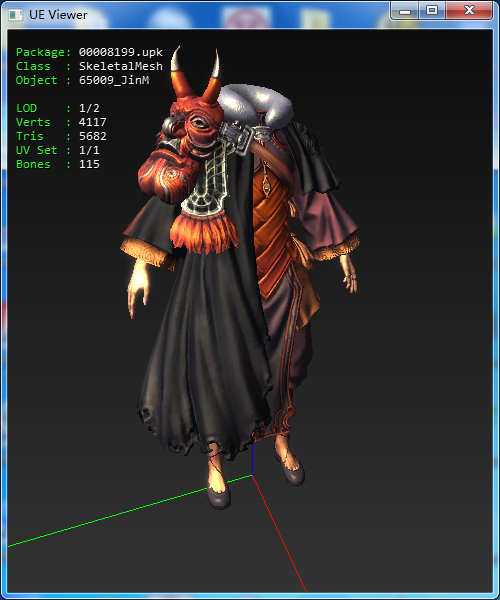 UE Viewer
Package: 00008199.upk
Class : SkeletalMesh
Object : 65009_JinM
LOD : 1/2
Verts : 4117
Tris : 5682
UV Set : 1/1
Bones : 115